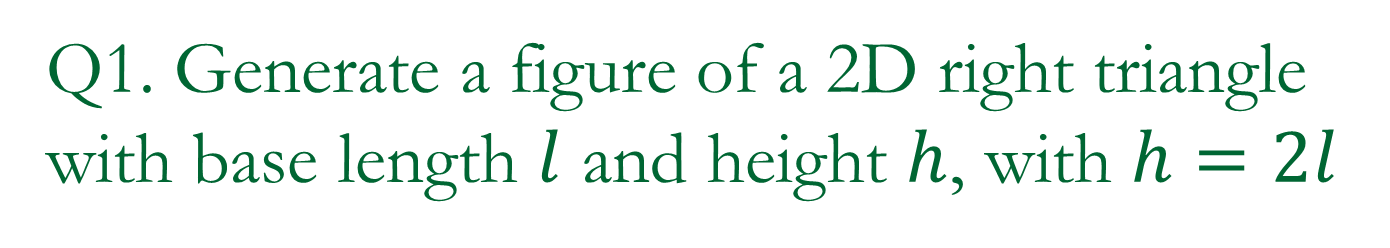 Q1. Generate a figure of a 2D right triangle
with base length l and height h, with h = 2l